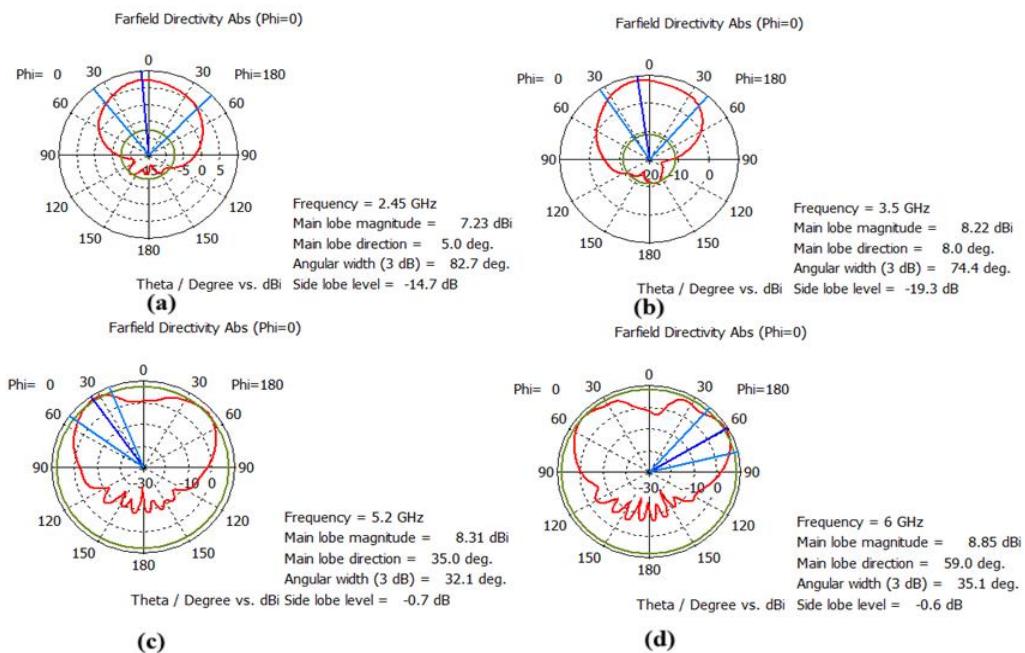 Farfield Directivity Abs (Phi=0)
0
Phi= 0 30 30 Phi=180
60 60
90 -5 0 5 90
120 120
150 150
180
Frequency = 2.45 GHz
Main lobe magnitude = 7.23 dBi
Main lobe direction = 5.0 deg.
Angular width (3 dB) = 82.7 deg.
Theta / Degree vs. dBi Side lobe level = -14.7 dB
(a)
Farfield Directivity Abs (Phi=0)
0
Phi= 0 30 30 Phi=180
60 60
90 -20 -10 0 90
120 120
150 150
180
Frequency = 3.5 GHz
Main lobe magnitude = 8.22 dBi
Main lobe direction = 8.0 deg.
Angular width (3 dB) = 74.4 deg.
Theta / Degree vs. dBi Side lobe level = -19.3 dB
(b)
Farfield Directivity Abs (Phi=0)
0
Phi= 0 30 30 Phi=180
60 60
90 -30 -10 0 90
120 120
150 150
180
Frequency = 5.2 GHz
Main lobe magnitude = 8.31 dBi
Main lobe direction = 35.0 deg.
Angular width (3 dB) = 32.1 deg.
Theta / Degree vs. dBi Side lobe level = -0.7 dB
(c)
Farfield Directivity Abs (Phi=0)
0
Phi= 0 30 30 Phi=180
60 60
90 -30 -10 0 90
120 120
150 150
180
Frequency = 6 GHz
Main lobe magnitude = 8.85 dBi
Main lobe direction = 59.0 deg.
Angular width (3 dB) = 35.1 deg.
Theta / Degree vs. dBi Side lobe level = -0.6 dB
(d)